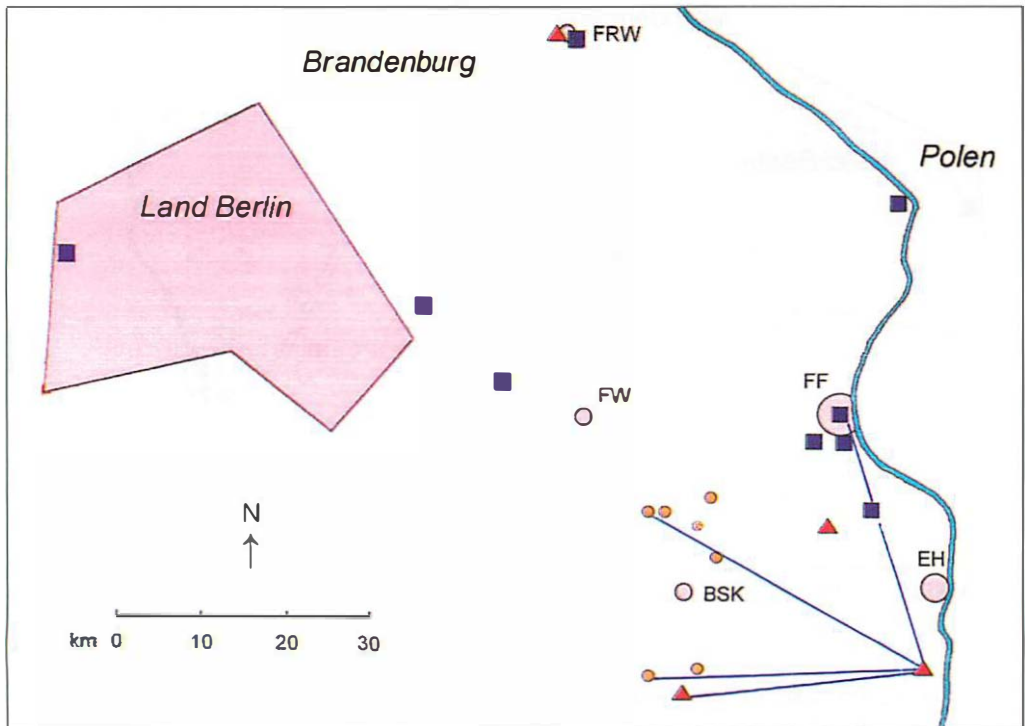 FRW
Brandenburg
Polen
Land Berlin
FF
FW
N
EH
BSK
km 0 10 20 30